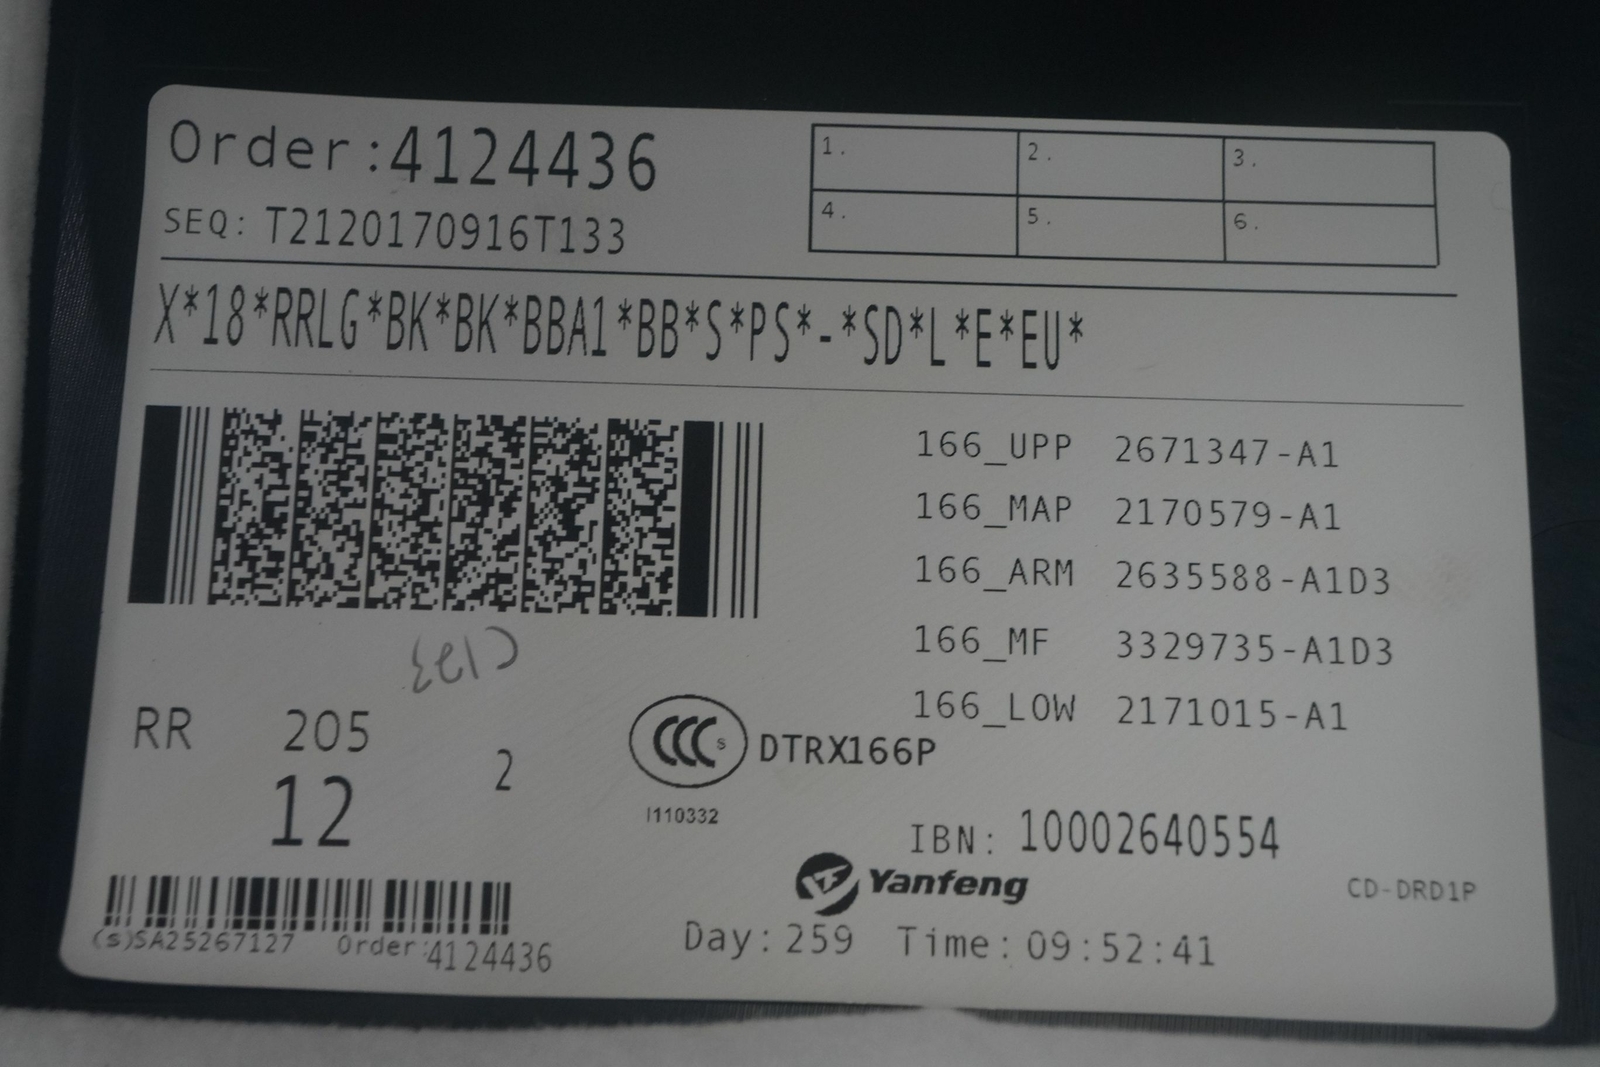 Order:4124436
SEQ: T2120170916T133
1. 2. 3.
4. 5. 6.
X*18*RRLG*BK*BK*BBA1*BB*S*PS*-*SD*L*E*EU*
166_UPP 2671347-A1
166_MAP 2170579-A1
166_ARM 2635588-A1D3
166_MF 3329735-A1D3
166_LOW 2171015-A1
RR 205
12
2
CCC S DTRX166P
I110332
IBN: 10002640554
Yanfeng
CD-DRD1P
Day:259 Time:09:52:41
(s)SA25267127 Order:4124436